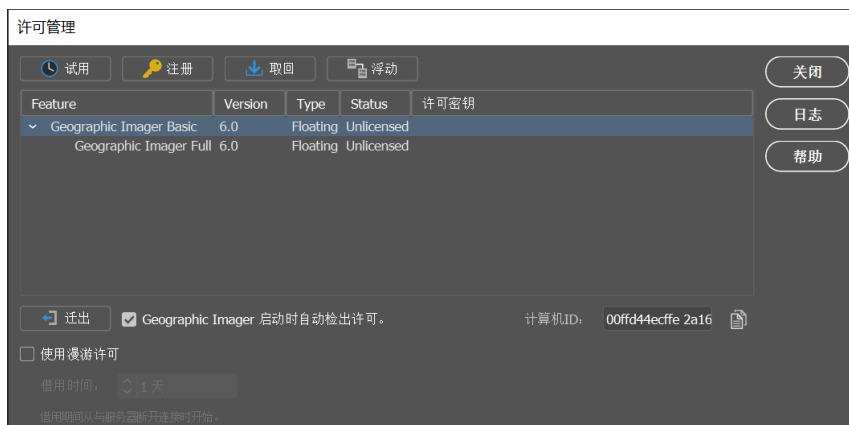 许可管理
试用 注册 取回 浮动
关闭
Feature Version Type Status 许可密钥
日志
Geographic Imager Basic 6.0 Floating Unlicensed
Geographic Imager Full 6.0 Floating Unlicensed
帮助
迁出 Geographic Imager 启动时自动检出许可。 计算机ID: 00ffd44ecffe 2a16
使用漫游许可
借用时间: 1 天
借用期间从与服务器断开连接时开始。